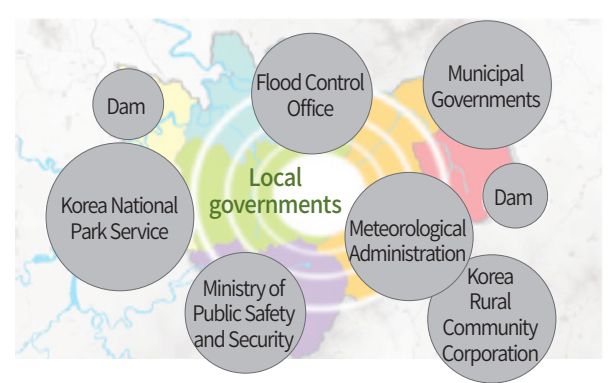 Flood Control
Office
Municipal
Governments
Dam
Local
governments
Korea National
Park Service
Dam
Meteorological
Administration
Ministry of
Public Safety
and Security
Korea
Rural
Community
Corporation